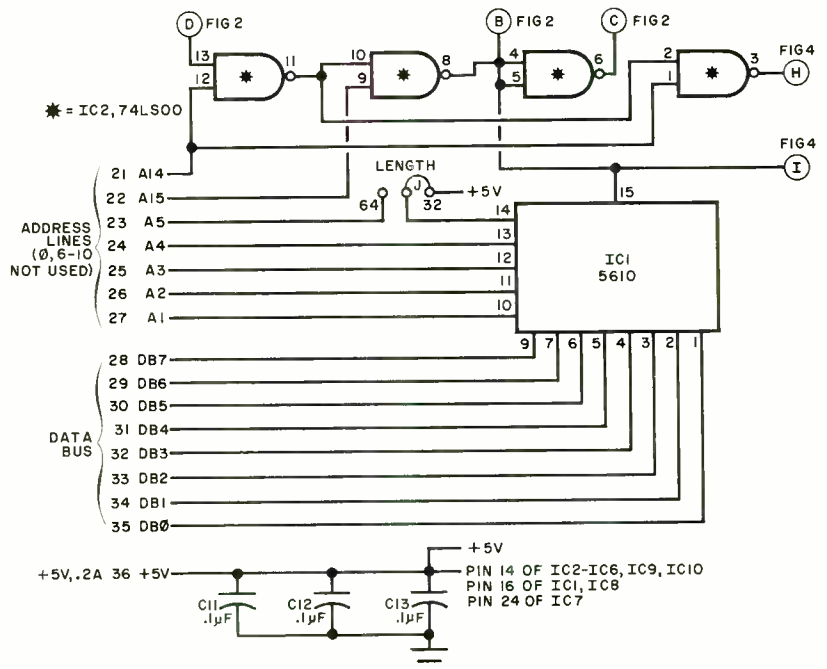 D FIG 2
B FIG 2
C FIG 2
13 11 10 8 4 6 2 3 FIG 4
12 9 5 1 H
✷ = IC2, 74LS00
FIG 4
I
21 A14
LENGTH
22 A15
J
+5V
15
64 32
23 A5
14
ADDRESS LINES
(Ø, 6-10
NOT USED)
24 A4
13
25 A3
12
IC1
5610
26 A2
11
27 A1
10
9 7 6 5 4 3 2 1
28 DB7
29 DB6
30 DB5
31 DB4
DATA
BUS
32 DB3
33 DB2
34 DB1
35 DBØ
+5V
+5V, .2A 36 +5V
PIN 14 OF IC2-IC6, IC9, IC10
PIN 16 OF IC1, IC8
PIN 24 OF IC7
C11
.1µF
C12
.1µF
C13
.1µF